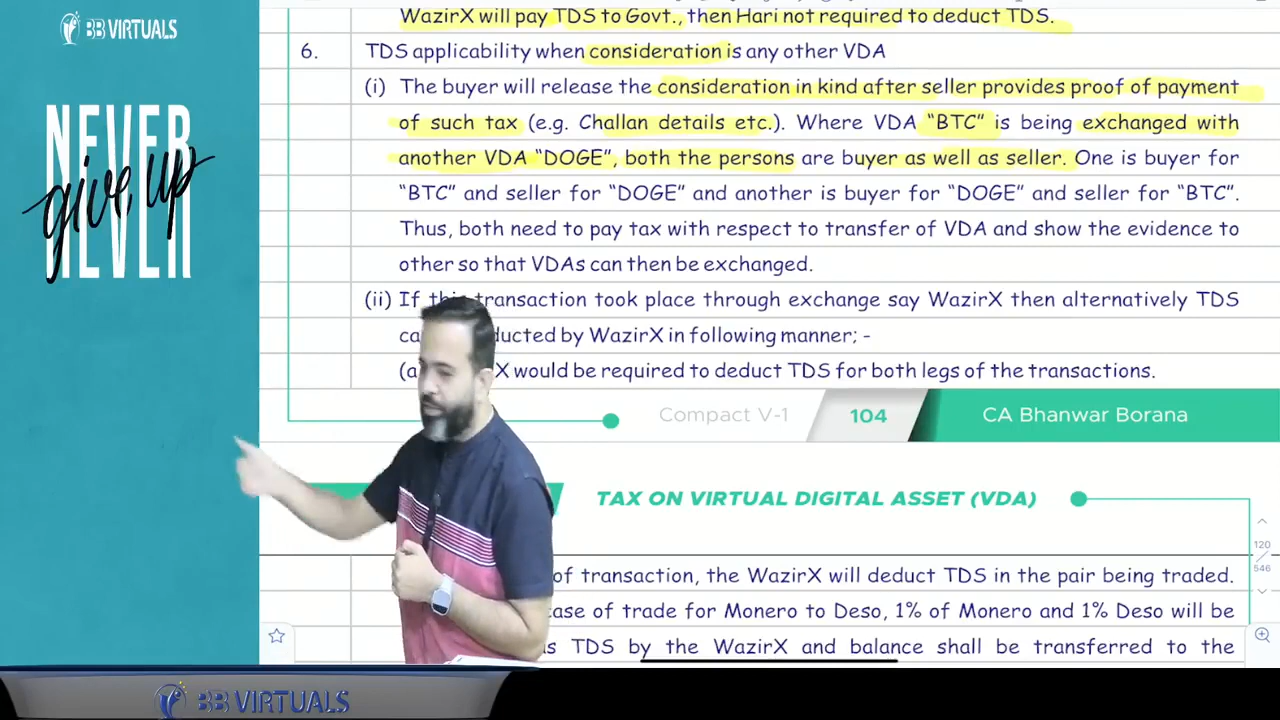 BB VIRTUALS
NEVER
give up
NEVER
WazirX will pay TDS to Govt., then Hari not required to deduct TDS.
6. TDS applicability when consideration is any other VDA
(i) The buyer will release the consideration in kind after seller provides proof of payment
of such tax (e.g. Challan details etc.). Where VDA “BTC” is being exchanged with
another VDA “DOGE”, both the persons are buyer as well as seller. One is buyer for
“BTC” and seller for “DOGE” and another is buyer for “DOGE” and seller for “BTC”.
Thus, both need to pay tax with respect to transfer of VDA and show the evidence to
other so that VDAs can then be exchanged.
(ii) If this transaction took place through exchange say WazirX then alternatively TDS
ca ducted by WazirX in following manner; -
(a X would be required to deduct TDS for both legs of the transactions.
Compact V-1 104 CA Bhanwar Borana
TAX ON VIRTUAL DIGITAL ASSET (VDA)
of transaction, the WazirX will deduct TDS in the pair being traded.
ase of trade for Monero to Deso, 1% of Monero and 1% Deso will be
s TDS by the WazirX and balance shall be transferred to the
120
546
BB VIRTUALS